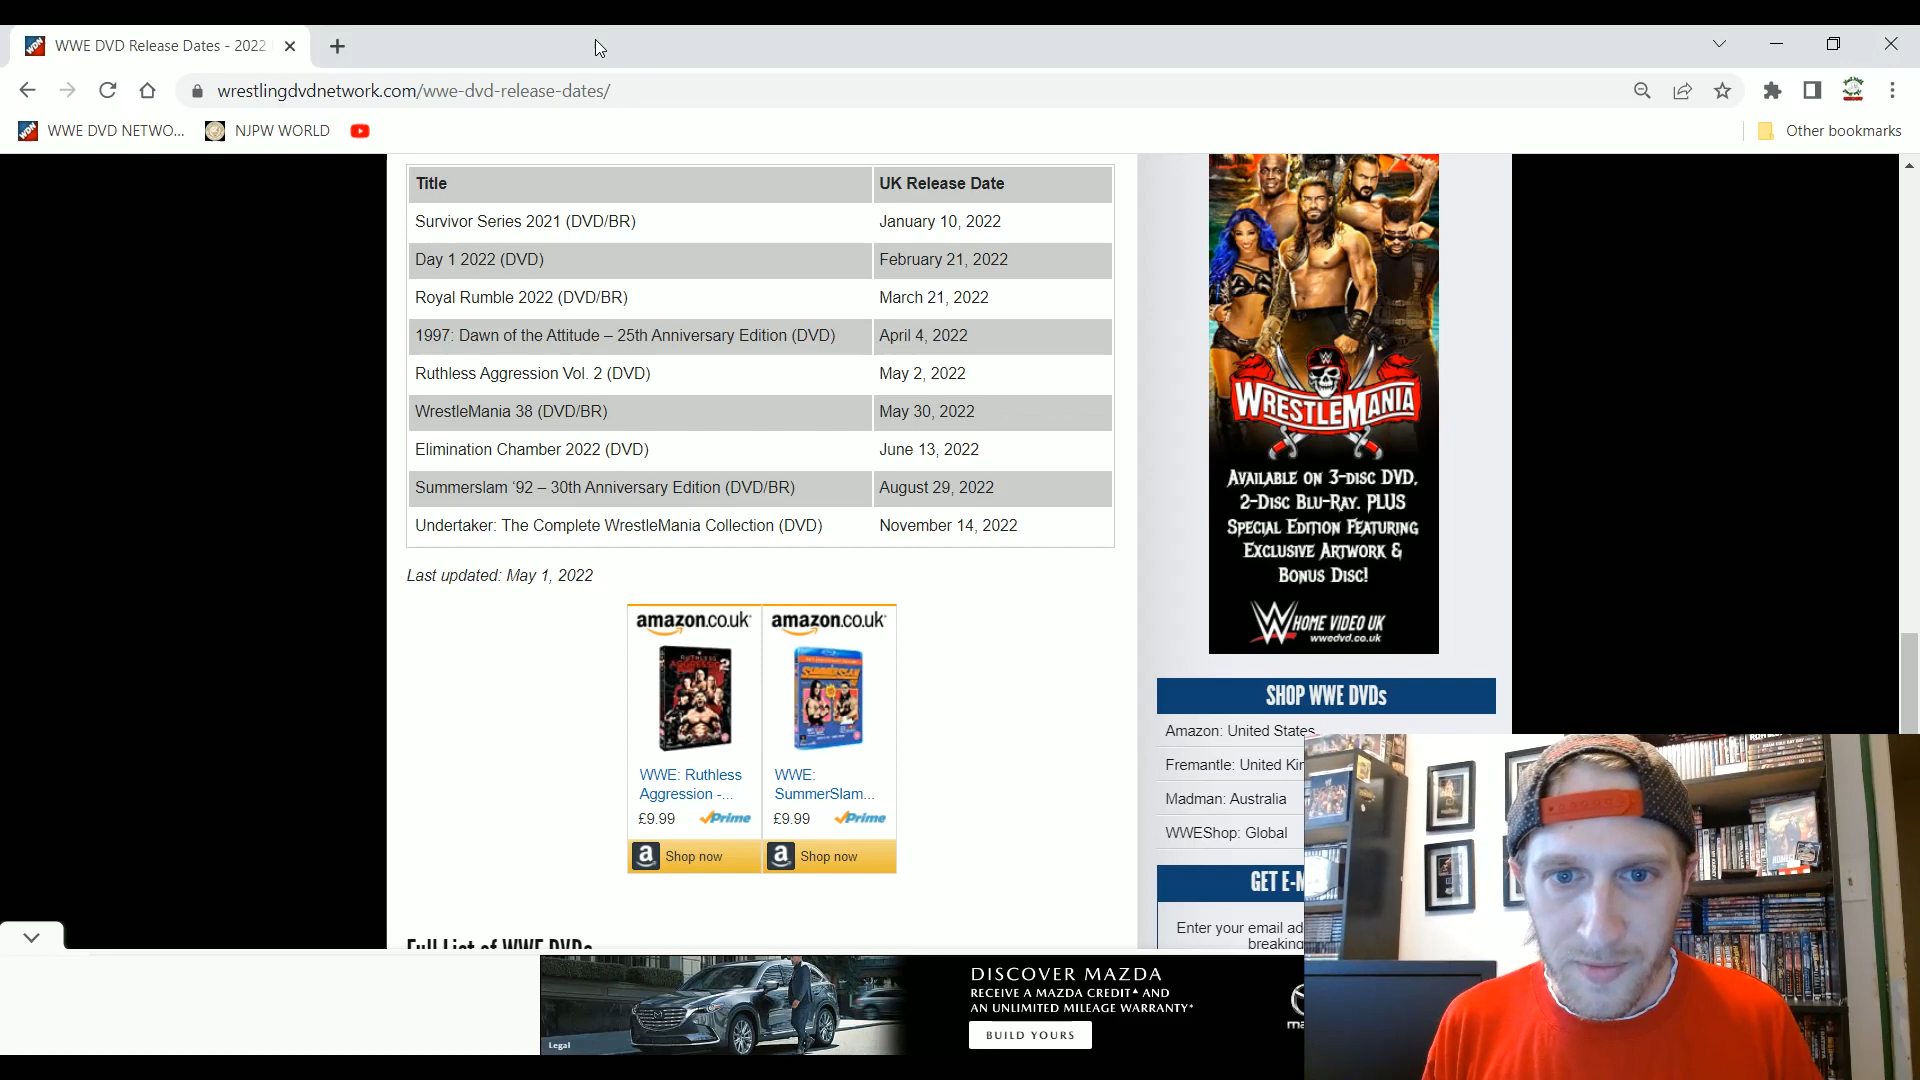 WWE DVD Release Dates - 2022
wrestlingdvdnetwork.com/wwe-dvd-release-dates/
WWE DVD NETWO...
NJPW WORLD
Other bookmarks
Title UK Release Date
Survivor Series 2021 (DVD/BR) January 10, 2022
Day 1 2022 (DVD) February 21, 2022
Royal Rumble 2022 (DVD/BR) March 21, 2022
1997: Dawn of the Attitude – 25th Anniversary Edition (DVD) April 4, 2022
Ruthless Aggression Vol. 2 (DVD) May 2, 2022
WrestleMania 38 (DVD/BR) May 30, 2022
Elimination Chamber 2022 (DVD) June 13, 2022
Summerslam ‘92 – 30th Anniversary Edition (DVD/BR) August 29, 2022
Undertaker: The Complete WrestleMania Collection (DVD) November 14, 2022
Last updated: May 1, 2022
amazon.co.uk
WWE: Ruthless
Aggression -...
£9.99 Prime
Shop now
amazon.co.uk
SUMMERSLAM
WWE:
SummerSlam...
£9.99 Prime
Shop now
Full List of WWE DVDs
WRESTLEMANIA
AVAILABLE ON 3-DISC DVD,
2-DISC BLU-RAY, PLUS
SPECIAL EDITION FEATURING
EXCLUSIVE ARTWORK &
BONUS DISC!
HOME VIDEO UK
wwedvd.co.uk
SHOP WWE DVDs
Amazon: United States
Fremantle: United Kin
Madman: Australia
WWEShop: Global
GET E-M
Enter your email ad
breaking
DISCOVER MAZDA
RECEIVE A MAZDA CREDIT▲ AND
AN UNLIMITED MILEAGE WARRANTY*
BUILD YOURS
Legal